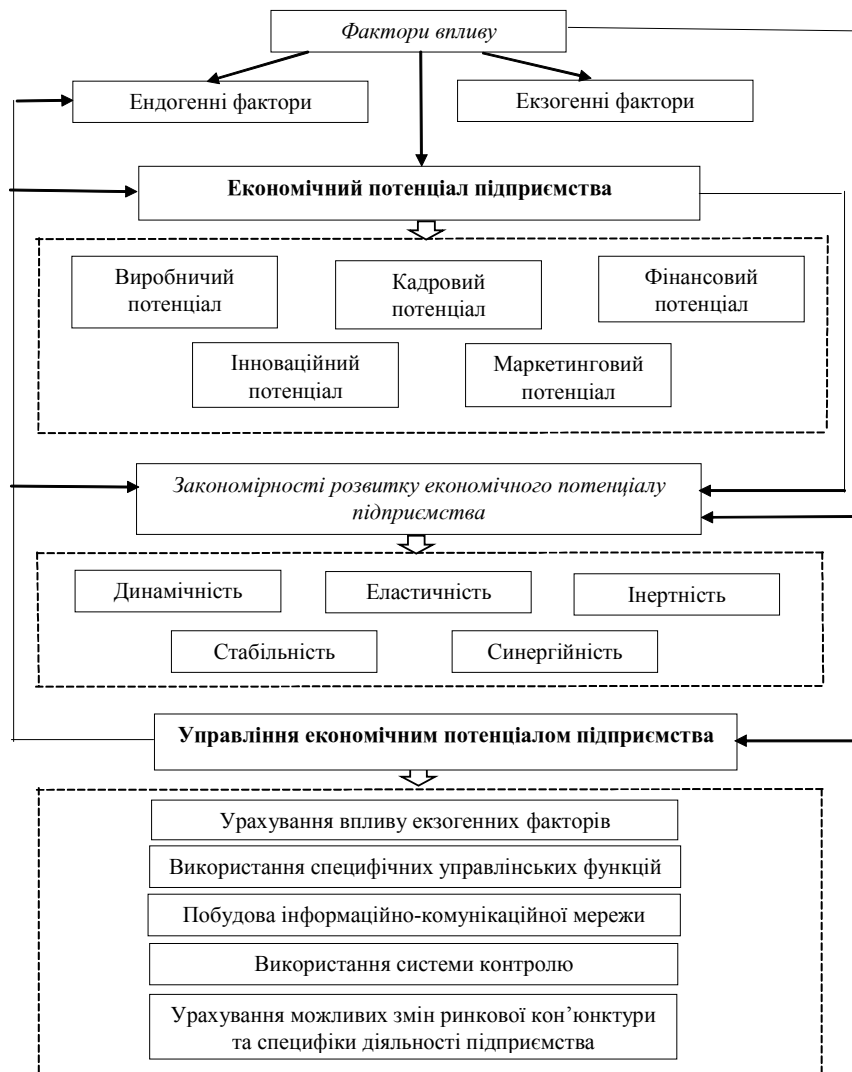 Фактори впливу
Ендогенні фактори
Екзогенні фактори
Економічний потенціал підприємства
Виробничий
потенціал
Кадровий
потенціал
Фінансовий
потенціал
Інноваційний
потенціал
Маркетинговий
потенціал
Закономірності розвитку економічного потенціалу
підприємства
Динамічність
Еластичність
Інертність
Стабільність
Синергійність
Управління економічним потенціалом підприємства
Урахування впливу екзогенних факторів
Використання специфічних управлінських функцій
Побудова інформаційно-комунікаційної мережи
Використання системи контролю
Урахування можливих змін ринкової кон’юнктури
та специфіки діяльності підприємства